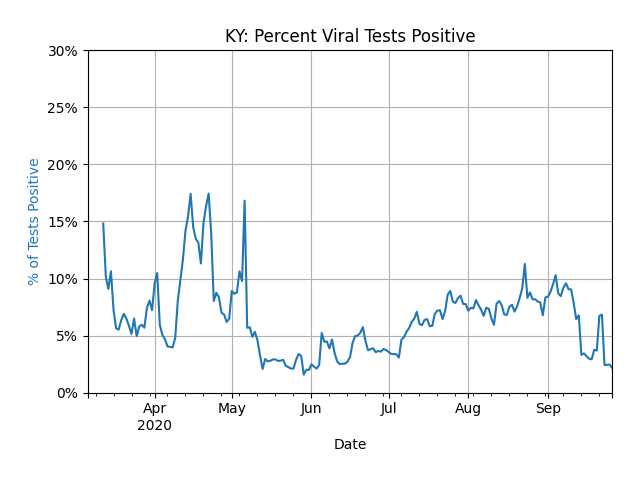 KY: Percent Viral Tests Positive
30%
25%
20%
15%
10%
5%
0%
% of Tests Positive
Apr May Jun Jul Aug Sep
2020
Date